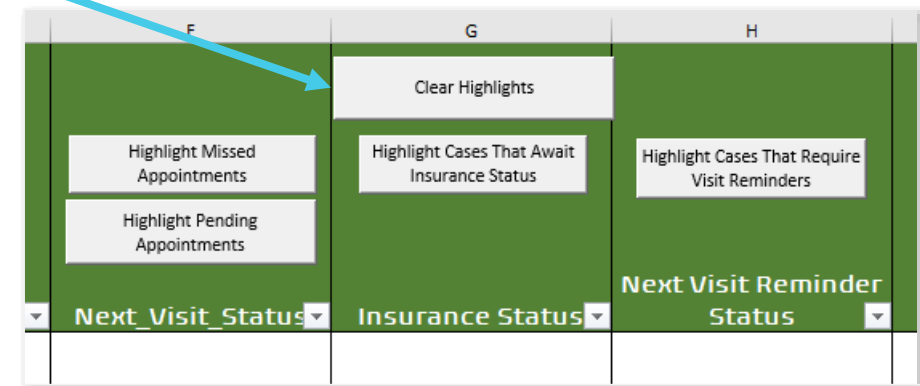 F G H
Clear Highlights
Highlight Missed
Appointments
Highlight Cases That Await
Insurance Status
Highlight Cases That Require
Visit Reminders
Highlight Pending
Appointments
Next_Visit_Status
Insurance Status
Next Visit Reminder
Status